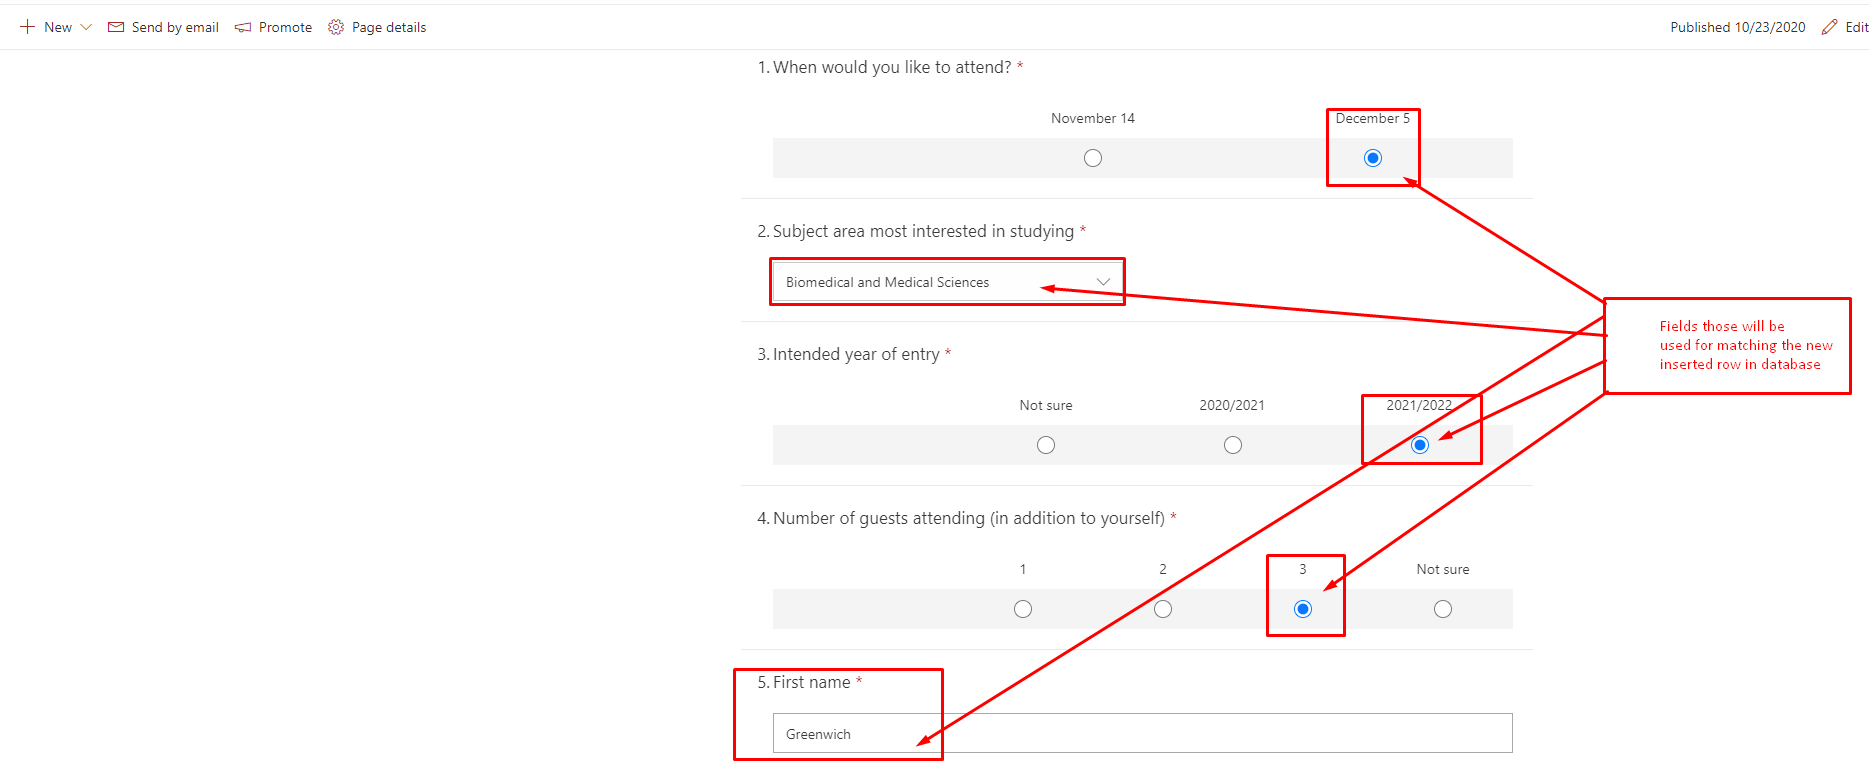 New
Send by email
Promote
Page details
Published 10/23/2020
Edit
1. When would you like to attend? *
November 14
December 5
2. Subject area most interested in studying *
Biomedical and Medical Sciences
Fields those will be
used for matching the new
inserted row in database
3. Intended year of entry *
Not sure
2020/2021
2021/2022
4. Number of guests attending (in addition to yourself) *
1
2
3
Not sure
5. First name *
Greenwich